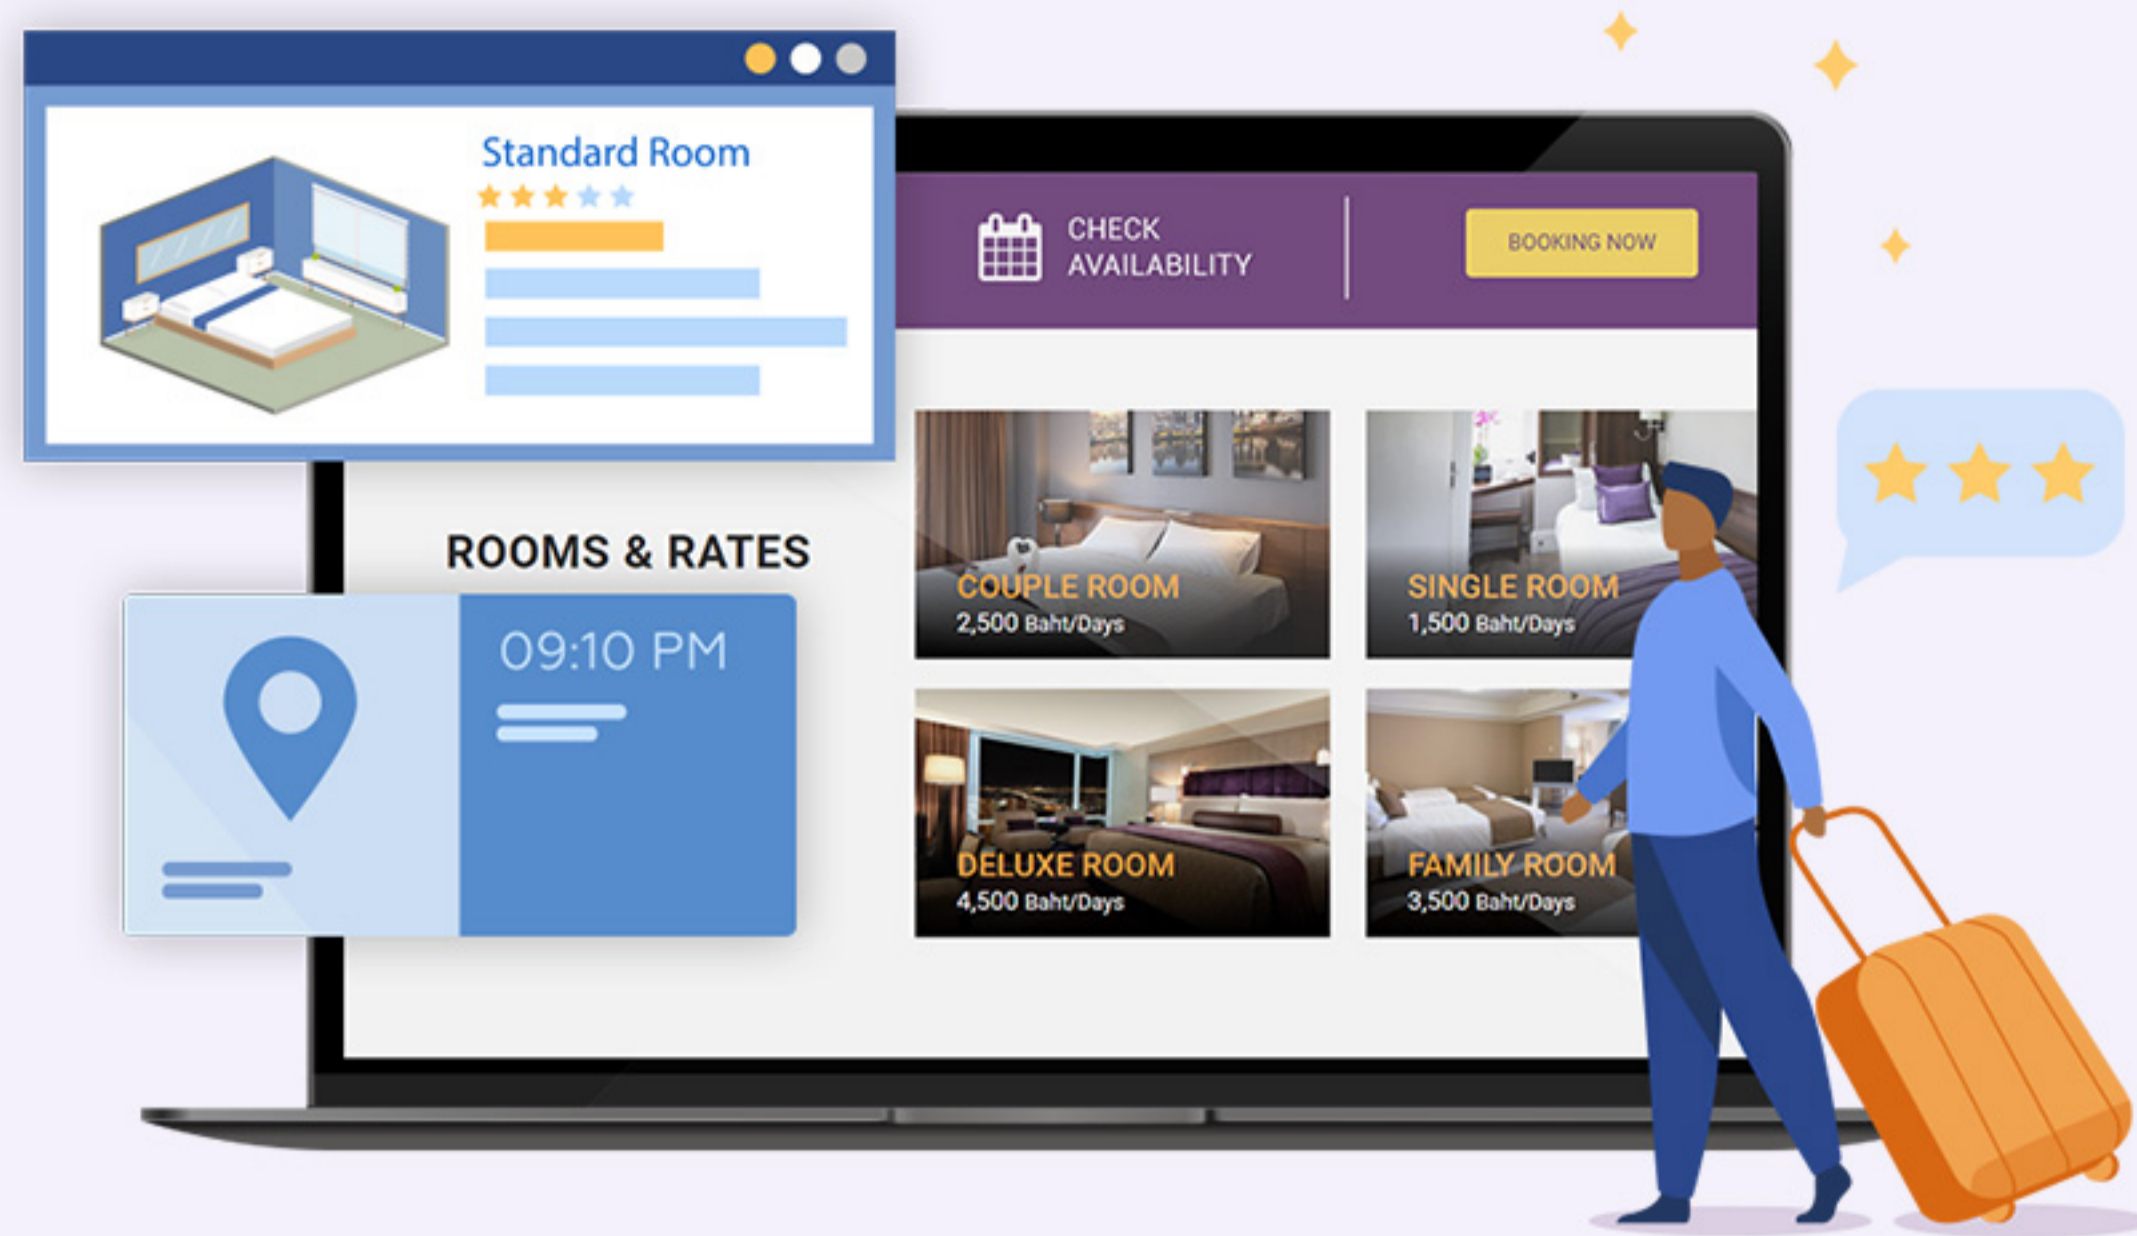 Standard Room
CHECK
AVAILABILITY
BOOKING NOW
ROOMS & RATES
09:10 PM
COUPLE ROOM
2,500 Baht/Days
SINGLE ROOM
1,500 Baht/Days
DELUXE ROOM
4,500 Baht/Days
FAMILY ROOM
3,500 Baht/Days